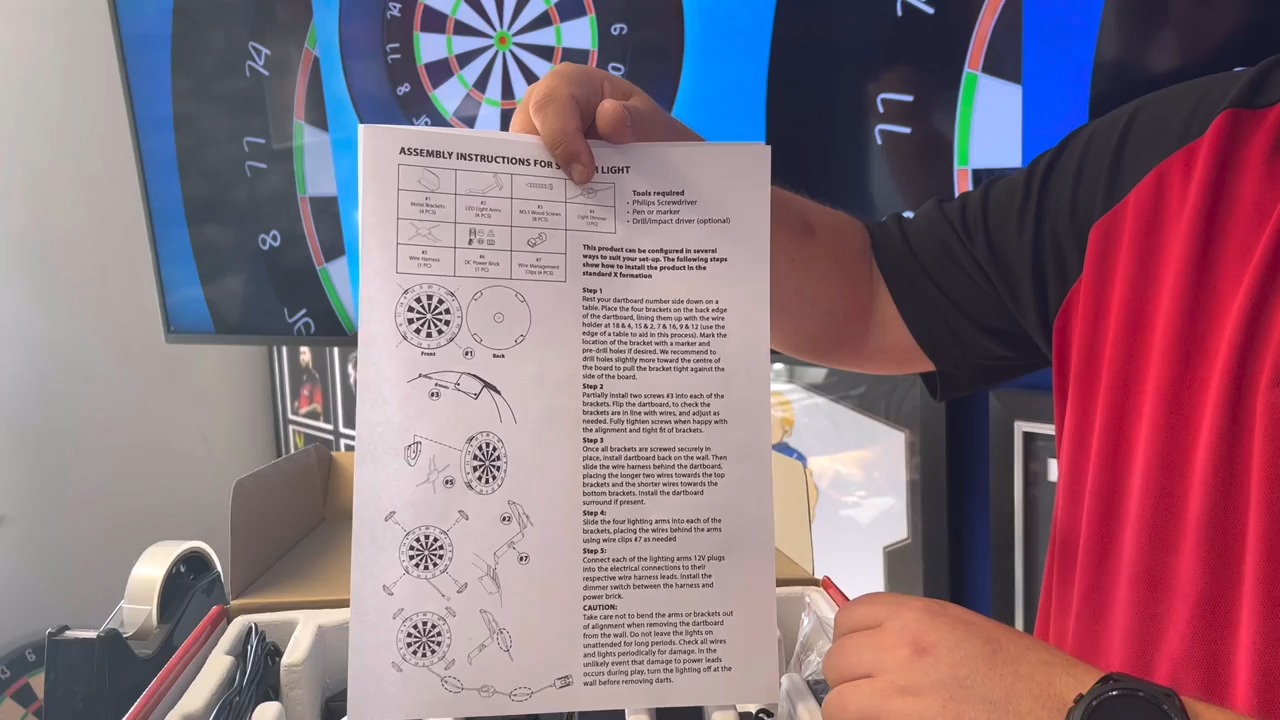 ASSEMBLY INSTRUCTIONS FOR S M LIGHT
#1
Metal Brackets
(4 PCS)
#2
LED Light Arms
(4 PCS)
#3
M3.5 Wood Screws
(8 PCS)
#4
Light Dimmer
(1PC)
#5
Wire Harness
(1 PC)
#6
DC Power Brick
(1 PC)
#7
Wire Management
Clips (4 PCS)
Tools required
• Philips Screwdriver
• Pen or marker
• Drill/impact driver (optional)
This product can be configured in several
ways to suit your set-up. The following steps
show how to install the product in the
standard X formation
Step 1
Rest your dartboard number side down on a
table. Place the four brackets on the back edge
of the dartboard, lining them up with the wire
holder at 18 & 4, 15 & 2, 7 & 16, 9 & 12 (use the
edge of a table to aid in this process). Mark the
location of the bracket with a marker and
pre-drill holes if desired. We recommend to
drill holes slightly more toward the centre of
the board to pull the bracket tight against the
side of the board.
Step 2
Partially install two screws #3 into each of the
brackets. Flip the dartboard, to check the
brackets are in line with wires, and adjust as
needed. Fully tighten screws when happy with
the alignment and tight fit of brackets.
Step 3
Once all brackets are screwed securely in
place, install dartboard back on the wall. Then
slide the wire harness behind the dartboard,
placing the longer two wires towards the top
brackets and the shorter wires towards the
bottom brackets. Install the dartboard
surround if present.
Step 4:
Slide the four lighting arms into each of the
brackets, placing the wires behind the arms
using wire clips #7 as needed
Step 5:
Connect each of the lighting arms 12V plugs
into the electrical connections to their
respective wire harness leads. Install the
dimmer switch between the harness and
power brick.
CAUTION:
Take care not to bend the arms or brackets out
of alignment when removing the dartboard
from the wall. Do not leave the lights on
unattended for long periods. Check all wires
and lights periodically for damage. In the
unlikely event that damage to power leads
occurs during play, turn the lighting off at the
wall before removing darts.
Front
#1
Back
#3
#5
#2
#7
14
11
8
14
11
8
9
11
6